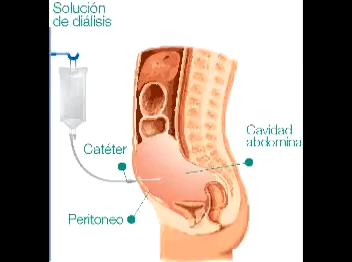 Solución
de diálisis
Catéter
Cavidad
abdomina
Peritoneo